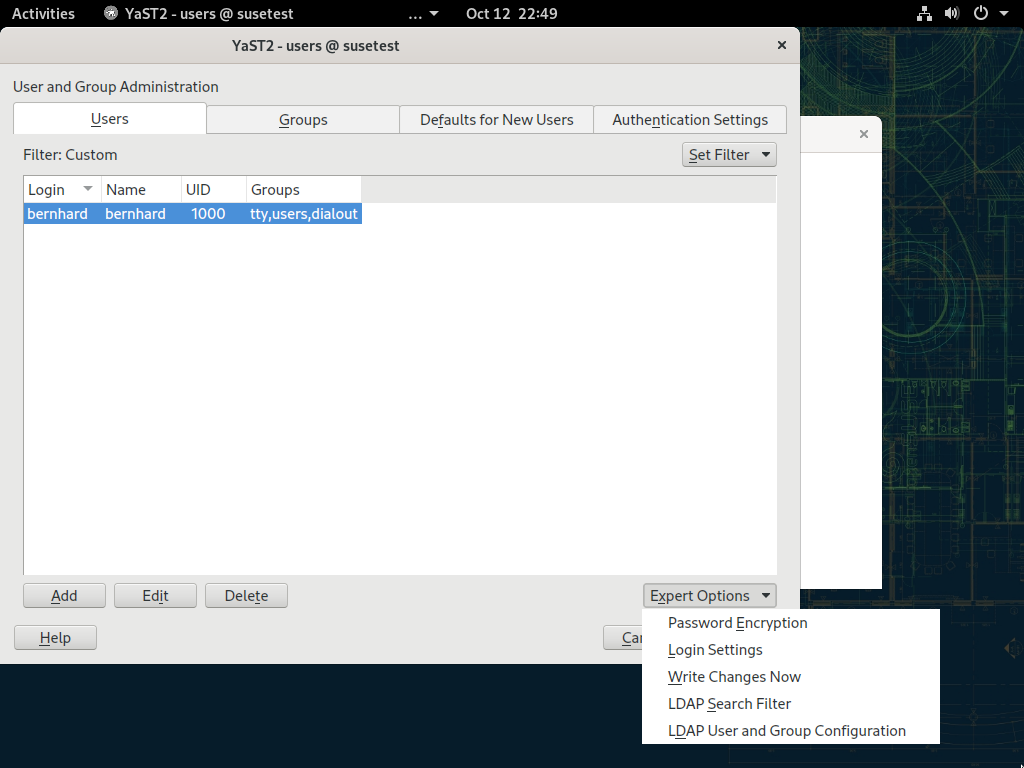 Activities YaST2 - users @ susetest ... Oct 12 22:49
YaST2 - users @ susetest
User and Group Administration
Users Groups Defaults for New Users Authentication Settings
Filter: Custom Set Filter
Login Name UID Groups
bernhard bernhard 1000 tty,users,dialout
Add Edit Delete Expert Options
Help
Password Encryption
Login Settings
Write Changes Now
LDAP Search Filter
LDAP User and Group Configuration